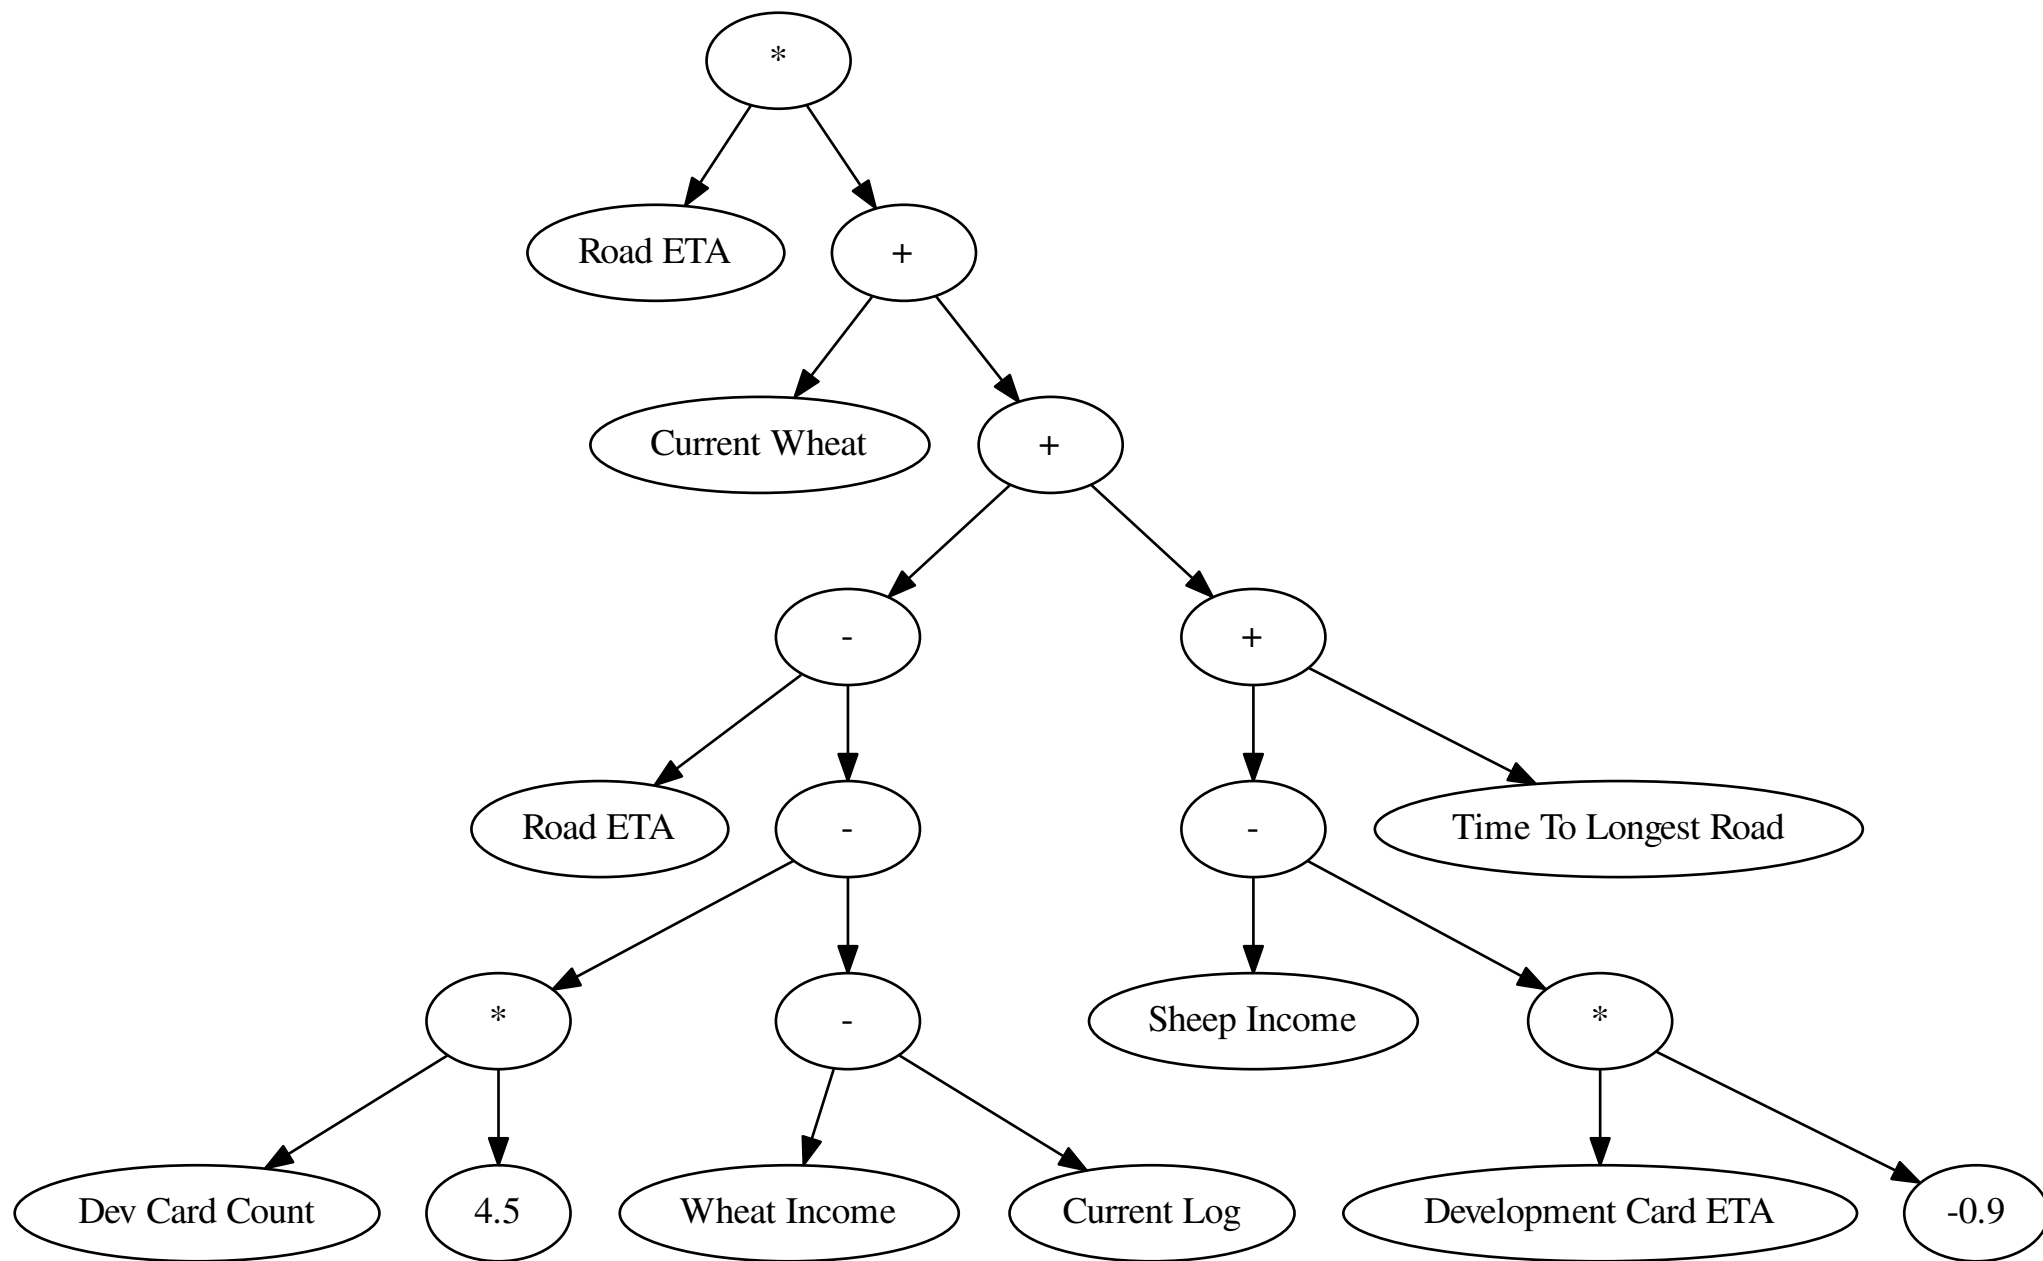 *
Road ETA
+
Current Wheat
+
-
+
Road ETA
-
-
Time To Longest Road
*
-
Sheep Income
*
Dev Card Count
4.5
Wheat Income
Current Log
Development Card ETA
-0.9